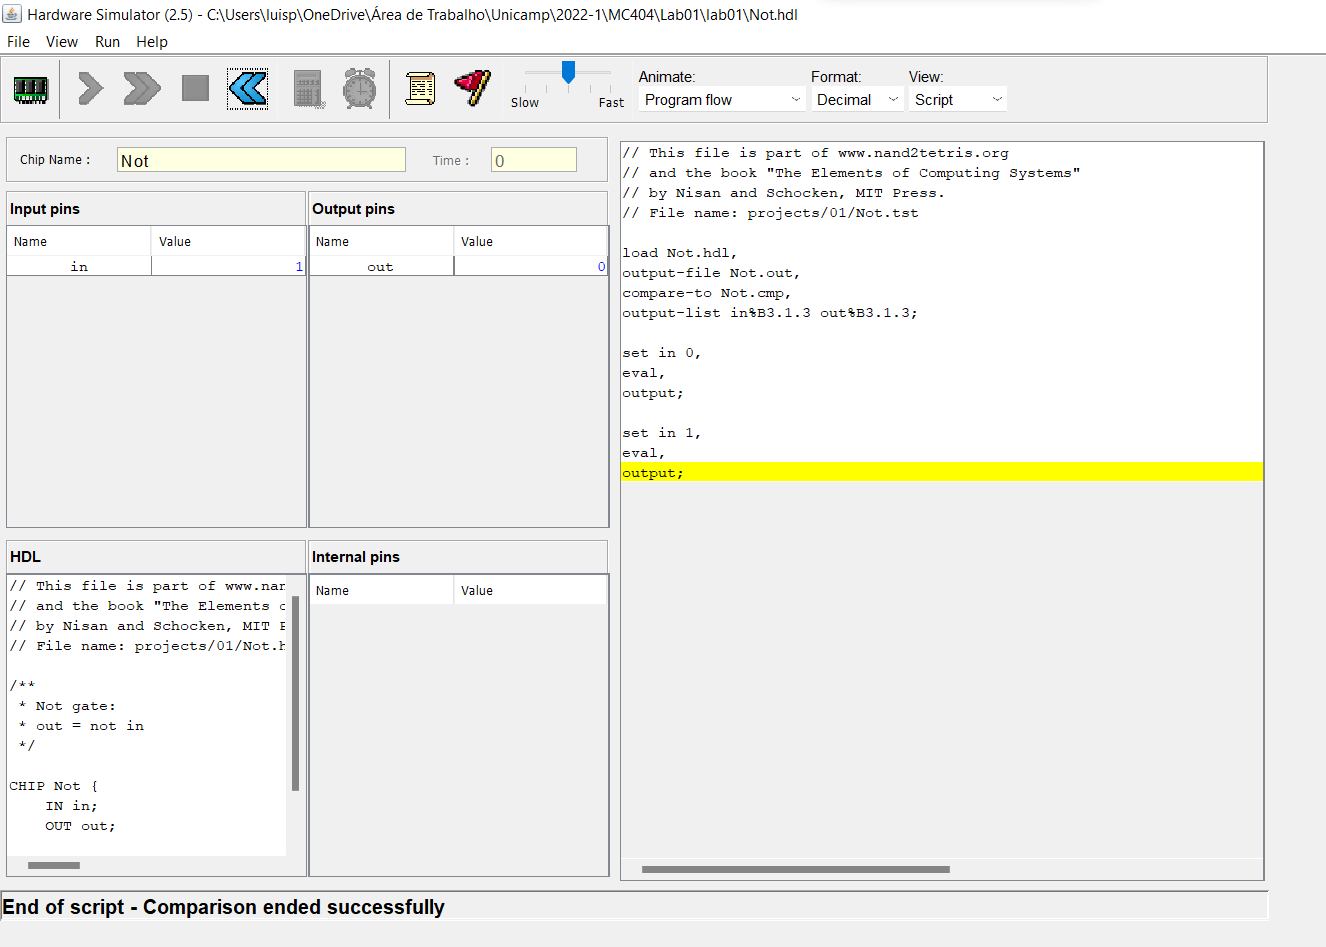 Hardware Simulator (2.5) - C:\Users\luisp\OneDrive\Área de Trabalho\Unicamp\2022-1\MC404\Lab01\lab01\Not.hdl
File View Run Help
Slow Fast
Animate:
Program flow
Format:
Decimal
View:
Script
Chip Name :
Not
Time :
0
Input pins
Name Value
in 1
Output pins
Name Value
out 0
HDL
// This file is part of www.nan
// and the book "The Elements o
// by Nisan and Schocken, MIT P
// File name: projects/01/Not.h
/**
* Not gate:
* out = not in
*/
CHIP Not {
IN in;
OUT out;
Internal pins
Name Value
// This file is part of www.nand2tetris.org
// and the book "The Elements of Computing Systems"
// by Nisan and Schocken, MIT Press.
// File name: projects/01/Not.tst
load Not.hdl,
output-file Not.out,
compare-to Not.cmp,
output-list in%B3.1.3 out%B3.1.3;
set in 0,
eval,
output;
set in 1,
eval,
output;
End of script - Comparison ended successfully